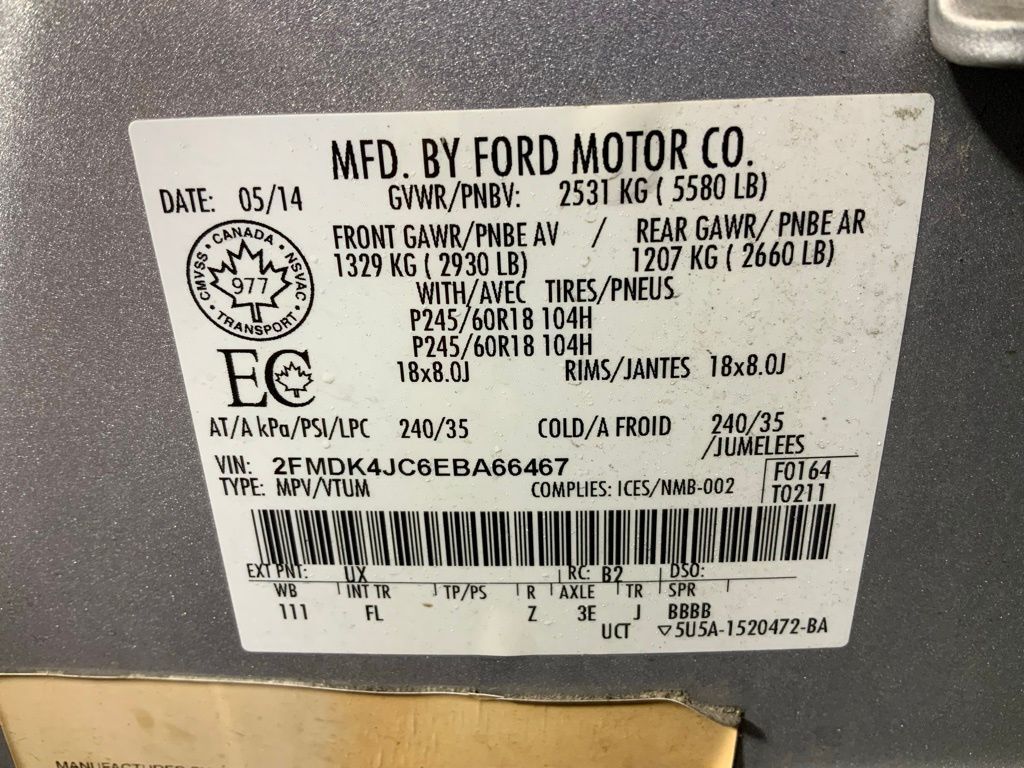 MFD. BY FORD MOTOR CO.
DATE: 05/14 GVWR/PNBV: 2531 KG ( 5580 LB)
FRONT GAWR/PNBE AV / REAR GAWR/ PNBE AR
1329 KG ( 2930 LB) 1207 KG ( 2660 LB)
WITH/AVEC TIRES/PNEUS
P245/60R18 104H
P245/60R18 104H
18x8.0J RIMS/JANTES 18x8.0J
CANADA
CMVSS NSVAC
977
TRANSPORT
EC
AT/A kPa/PSI/LPC 240/35 COLD/A FROID 240/35
/JUMELEES
VIN: 2FMDK4JC6EBA66467 F0164
TYPE: MPV/VTUM COMPLIES: ICES/NMB-002 T0211
EXT PNT: UX RC: B2 DSO:
WB INT TR TP/PS R AXLE TR SPR
111 FL Z 3E J BBBB
UCT ▽5U5A-1520472-BA